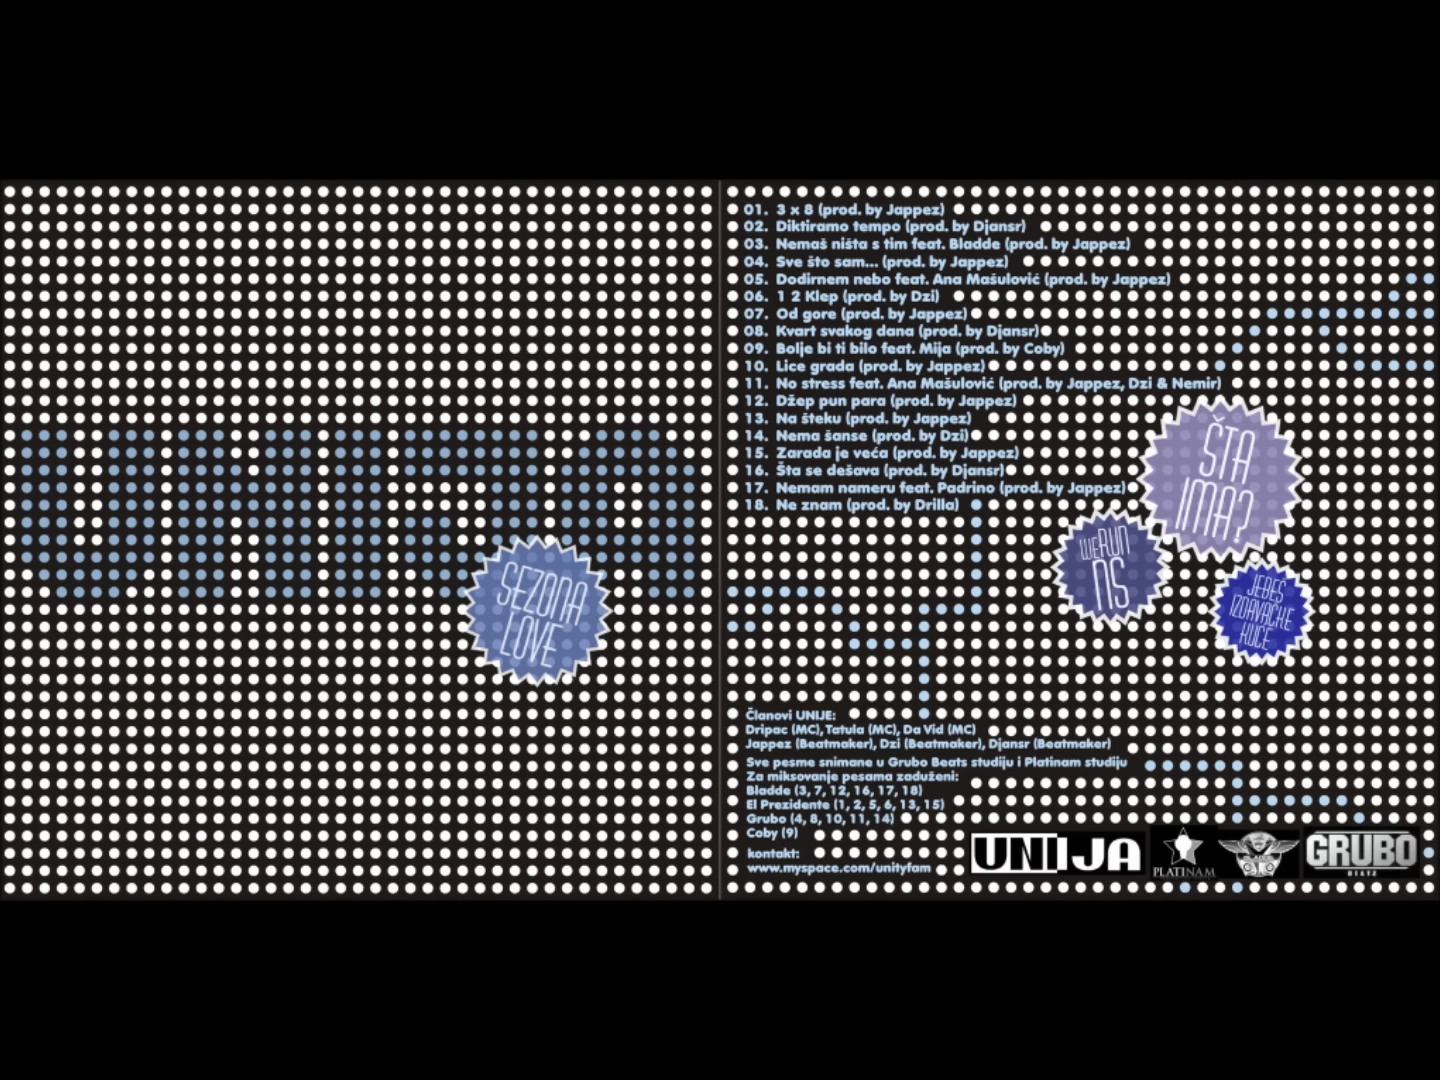 UNIJA
SEZONA
LOVE
01. 3 x 8 (prod. by Jappez)
02. Diktiramo tempo (prod. by Djansr)
03. Nemaš ništa s tim feat. Bladde (prod. by Jappez)
04. Sve što sam... (prod. by Jappez)
05. Dodirnem nebo feat. Ana Mašulović (prod. by Jappez)
06. 1 2 Klep (prod. by Dzi)
07. Od gore (prod. by Jappez)
08. Kvart svakog dana (prod. by Djansr)
09. Bolje bi ti bilo feat. Mija (prod. by Coby)
10. Lice grada (prod. by Jappez)
11. No stress feat. Ana Mašulović (prod. by Jappez, Dzi & Nemir)
12. Džep pun para (prod. by Jappez)
13. Na šteku (prod. by Jappez)
14. Nema šanse (prod. by Dzi)
15. Zarada je veća (prod. by Jappez)
16. Šta se dešava (prod. by Djansr)
17. Nemam nameru feat. Padrino (prod. by Jappez)
18. Ne znam (prod. by Drilla)
ŠTA
IMA?
WE RUN
NS
JEBEŠ
IZDAVAČKE
KUĆE
Članovi UNIJE:
Dripac (MC), Tatula (MC), Da Vid (MC)
Jappez (Beatmaker), Dzi (Beatmaker), Djansr (Beatmaker)
Sve pesme snimane u Grubo Beats studiju i Platinam studiju
Za miksovanje pesama zaduženi:
Bladde (3, 7, 12, 16, 17, 18)
El Prezidente (1, 2, 5, 6, 13, 15)
Grubo (4, 8, 10, 11, 14)
Coby (9)
kontakt:
www.myspace.com/unityfam
UNIJA
PLATINAM
GRUBO
BEATZ